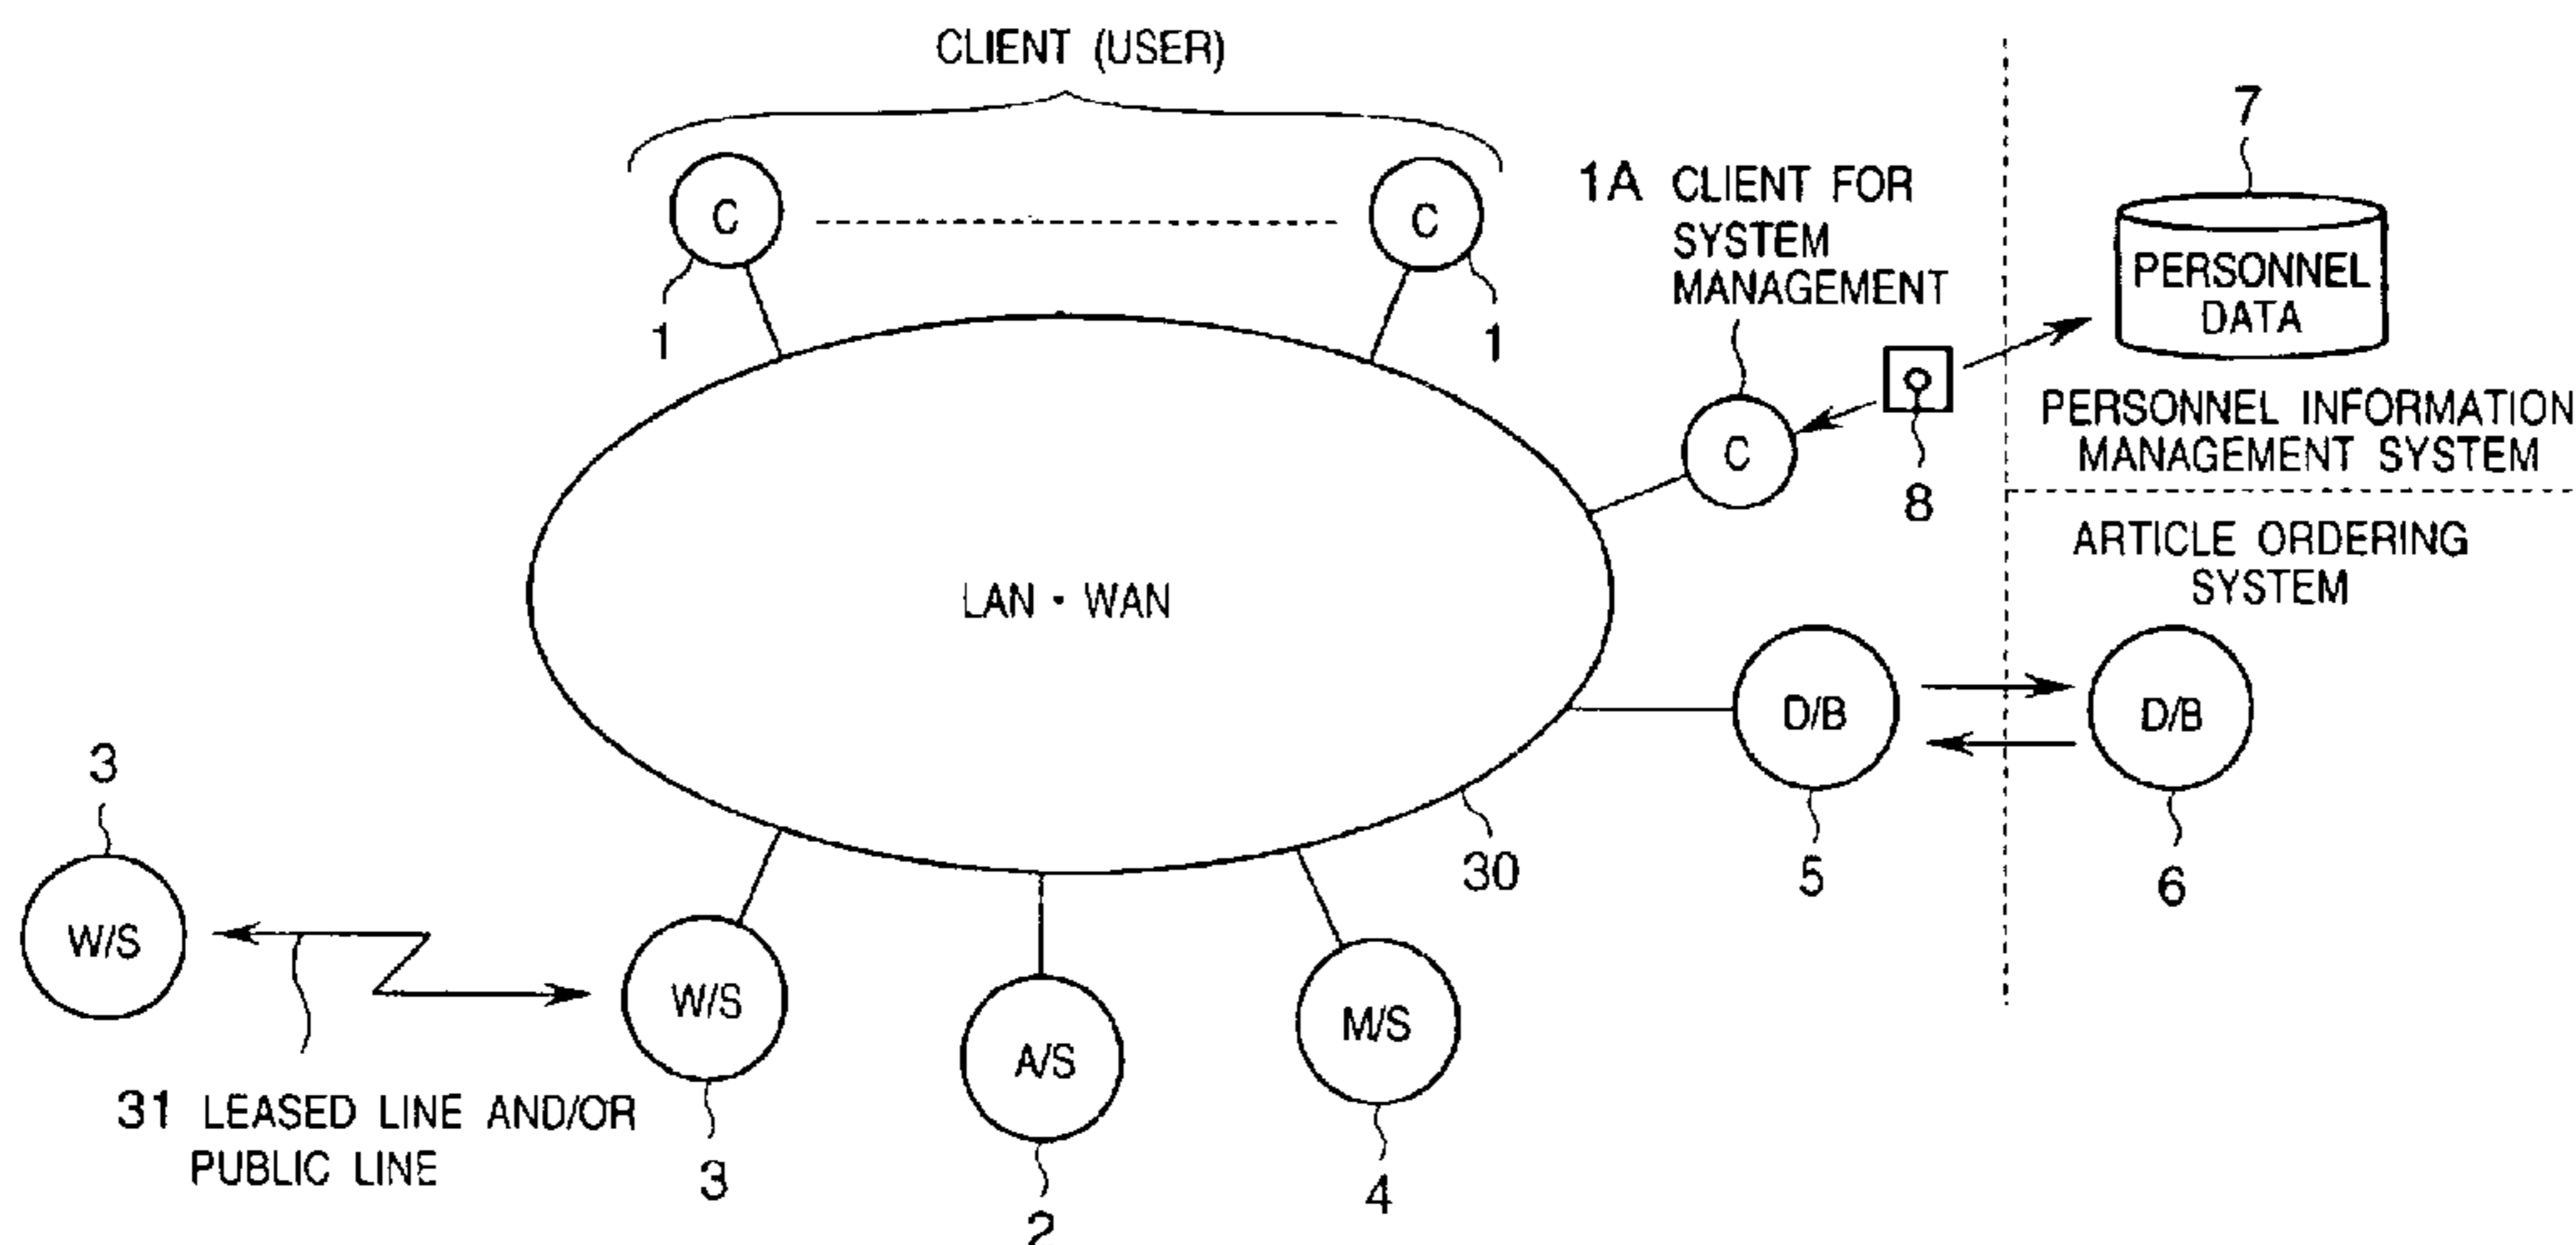 CLIENT (USER)
C
C
1
1
1A CLIENT FOR
SYSTEM
MANAGEMENT
C
8
7
PERSONNEL
DATA
PERSONNEL INFORMATION
MANAGEMENT SYSTEM
ARTICLE ORDERING
SYSTEM
LAN・WAN
D/B
5
D/B
6
30
3
W/S
31 LEASED LINE AND/OR
PUBLIC LINE
W/S
3
A/S
2
M/S
4